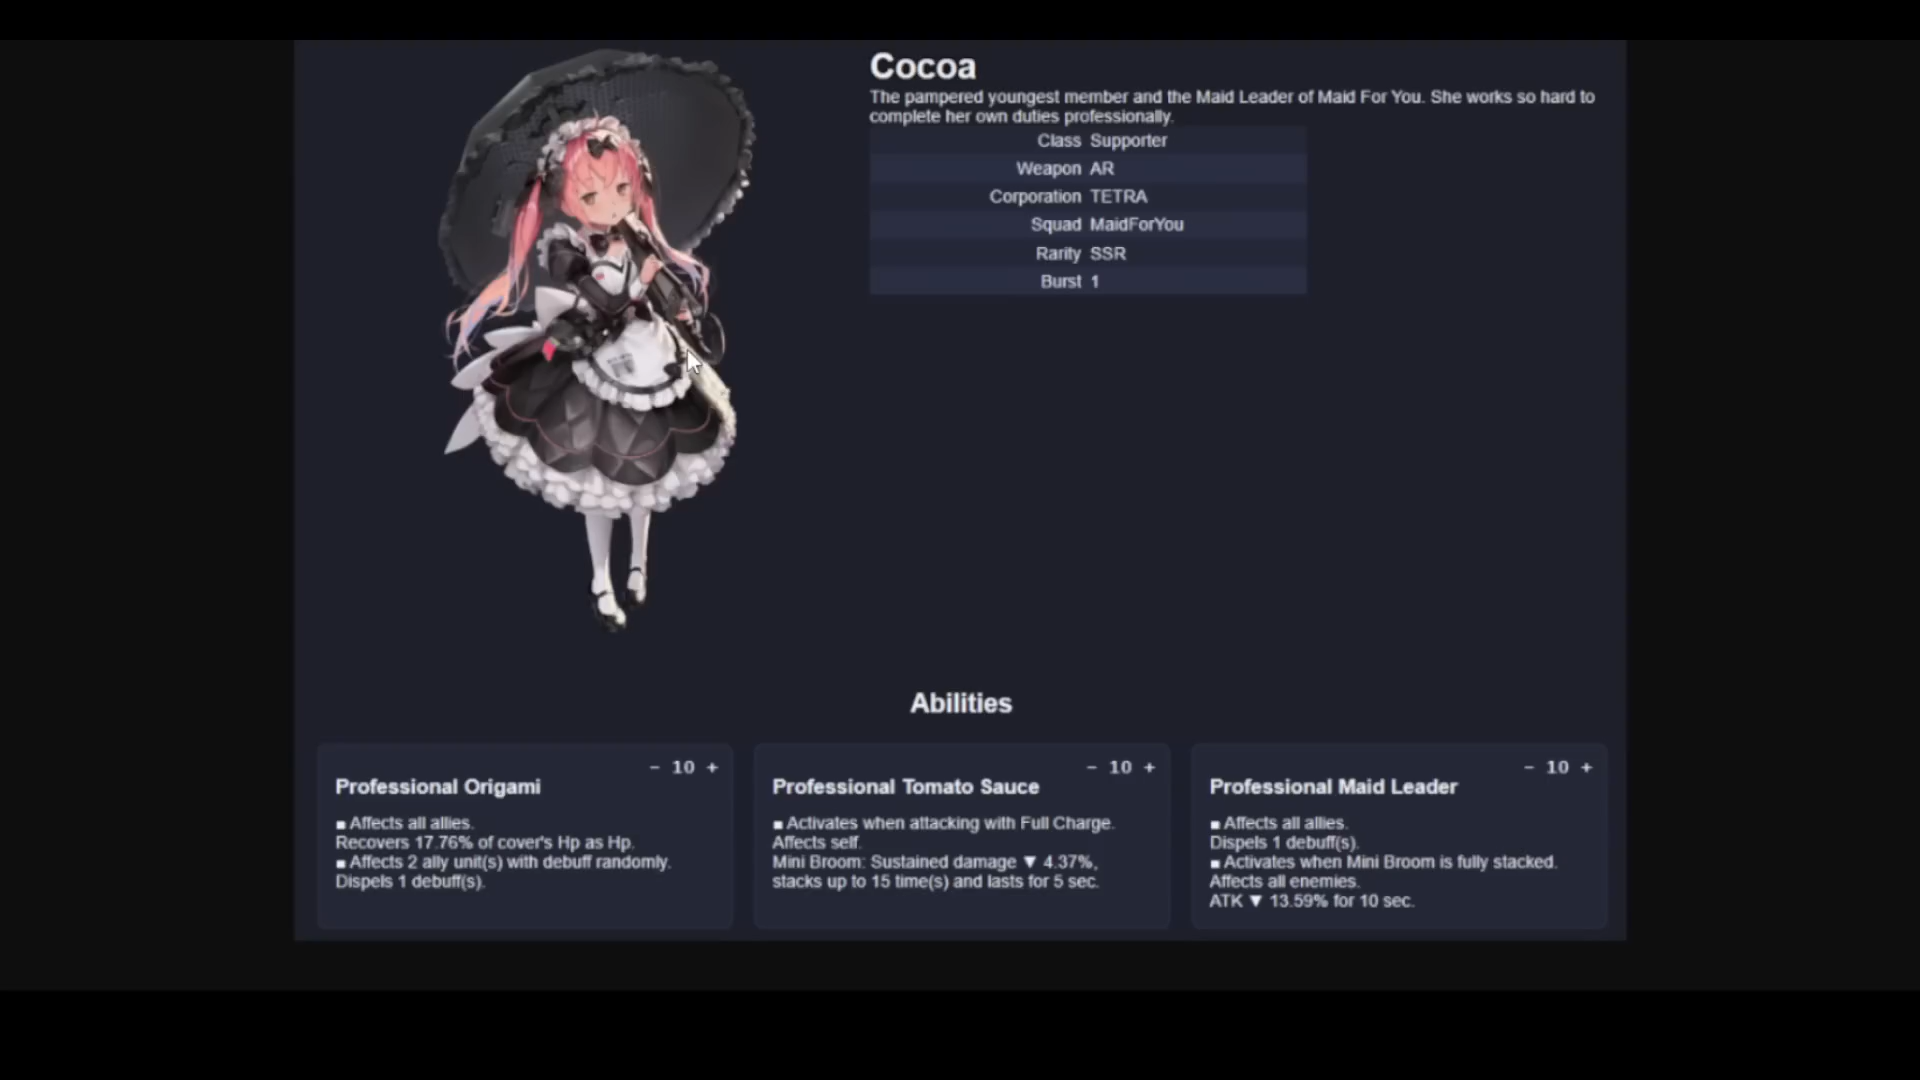 Cocoa
The pampered youngest member and the Maid Leader of Maid For You. She works so hard to
complete her own duties professionally.
Class Supporter
Weapon AR
Corporation TETRA
Squad MaidForYou
Rarity SSR
Burst 1
Abilities
− 10 +
Professional Origami
■ Affects all allies.
Recovers 17.76% of cover's Hp as Hp.
■ Affects 2 ally unit(s) with debuff randomly.
Dispels 1 debuff(s).
− 10 +
Professional Tomato Sauce
■ Activates when attacking with Full Charge.
Affects self.
Mini Broom: Sustained damage ▼ 4.37%,
stacks up to 15 time(s) and lasts for 5 sec.
− 10 +
Professional Maid Leader
■ Affects all allies.
Dispels 1 debuff(s).
■ Activates when Mini Broom is fully stacked.
Affects all enemies.
ATK ▼ 13.59% for 10 sec.